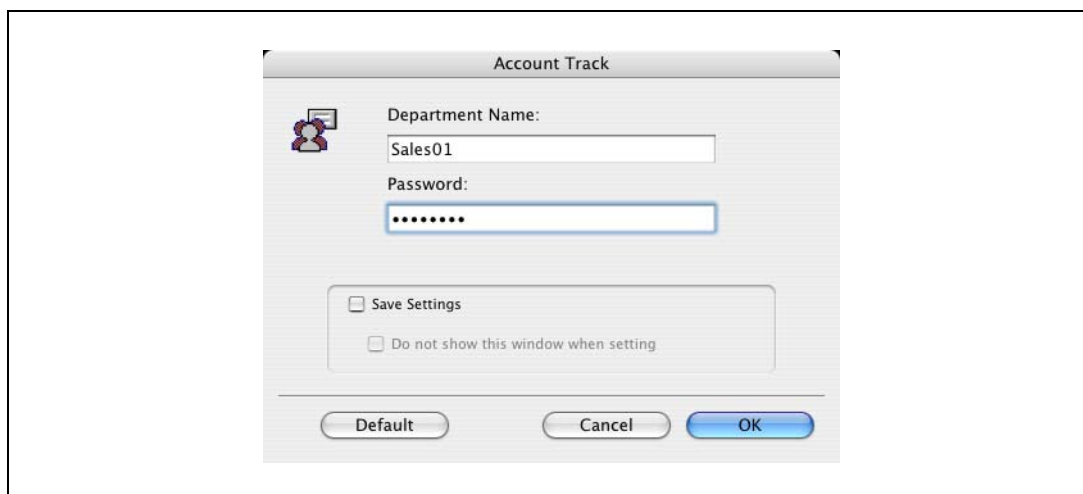 Account Track
Department Name:
Sales01
Password:
••••••••
Save Settings
Do not show this window when setting
Default
Cancel
OK